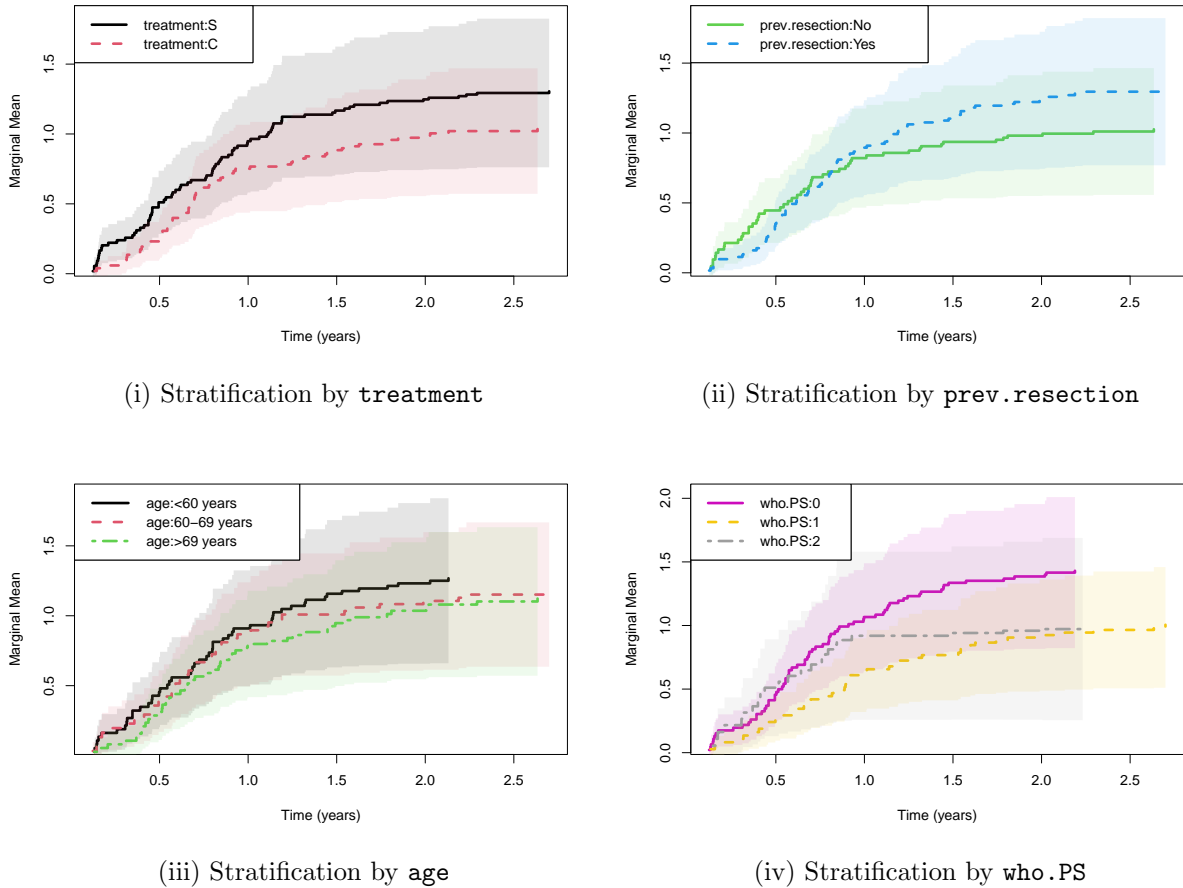 treatment:S
treatment:C
Marginal Mean
0.0 0.5 1.0 1.5
0.5 1.0 1.5 2.0 2.5
Time (years)
(i) Stratification by treatment
prev.resection:No
prev.resection:Yes
Marginal Mean
0.0 0.5 1.0 1.5
0.5 1.0 1.5 2.0 2.5
Time (years)
(ii) Stratification by prev.resection
age:<60 years
age:60−69 years
age:>69 years
Marginal Mean
0.5 1.0 1.5
0.5 1.0 1.5 2.0 2.5
Time (years)
(iii) Stratification by age
who.PS:0
who.PS:1
who.PS:2
Marginal Mean
0.0 0.5 1.0 1.5 2.0
0.5 1.0 1.5 2.0 2.5
Time (years)
(iv) Stratification by who.PS